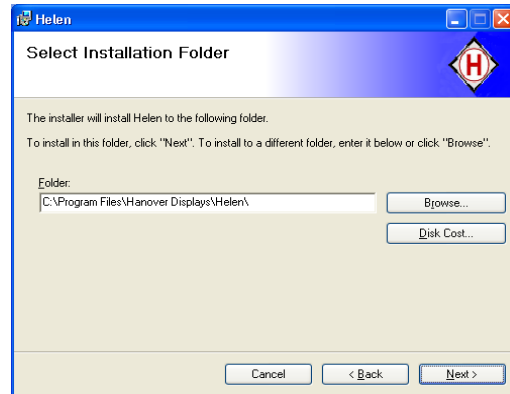 Helen
Select Installation Folder
H
The installer will install Helen to the following folder.
To install in this folder, click "Next". To install to a different folder, enter it below or click "Browse".
Folder:
C:\Program Files\Hanover Displays\Helen\
Browse...
Disk Cost...
Cancel
< Back
Next >